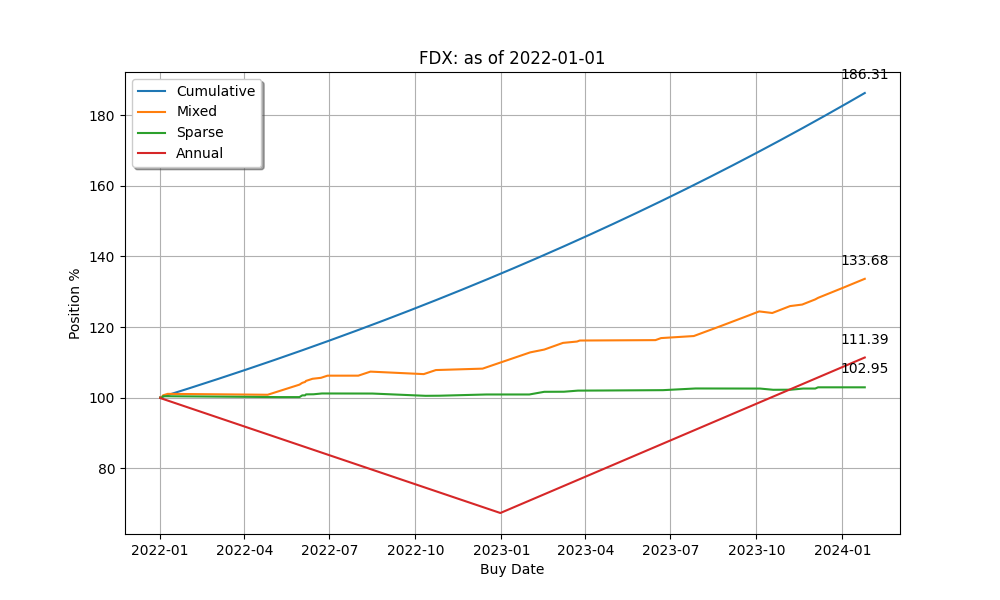 FDX: as of 2022-01-01
Cumulative
Mixed
Sparse
Annual
186.31
133.68
111.39
102.95
180
160
140
120
100
80
Position %
2022-01 2022-04 2022-07 2022-10 2023-01 2023-04 2023-07 2023-10 2024-01
Buy Date